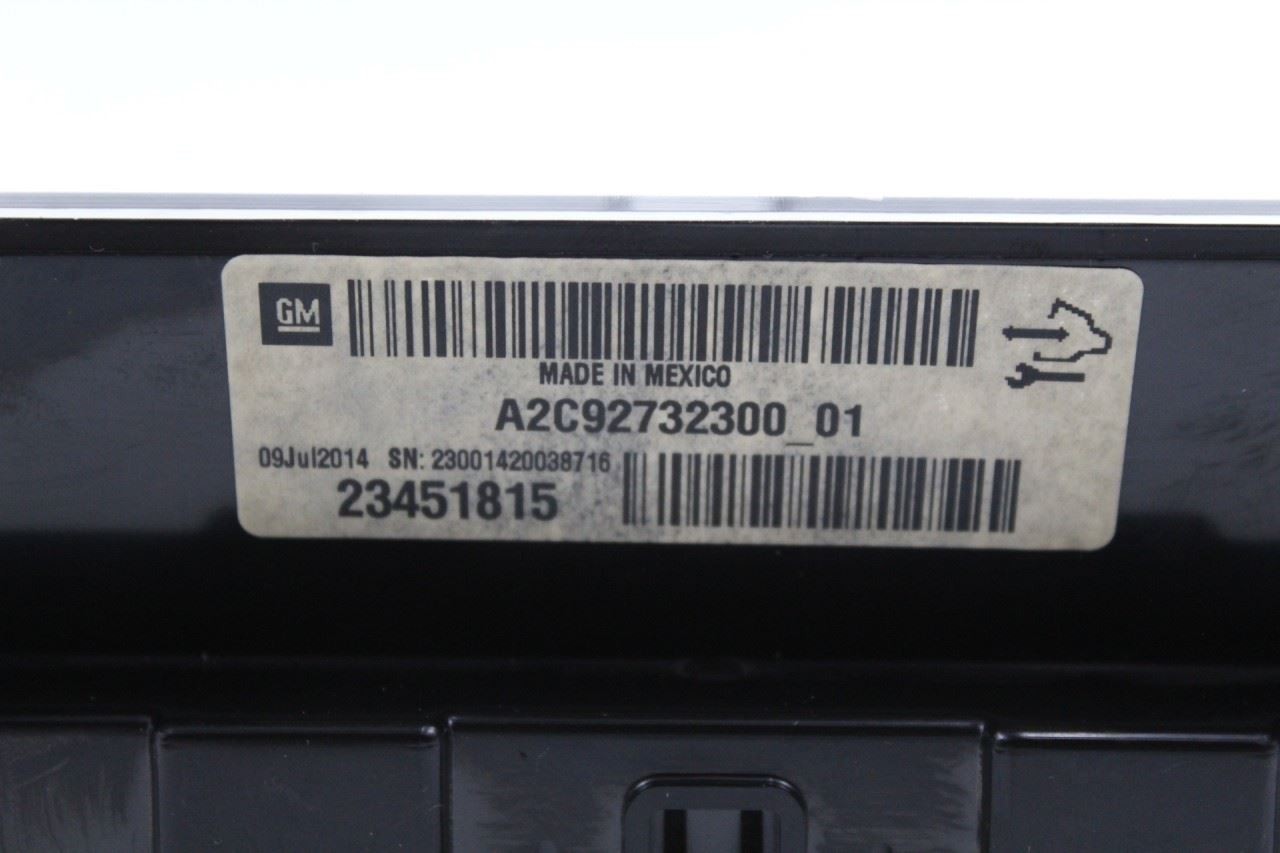 GM
MADE IN MEXICO
A2C92732300_01
09Jul2014 SN: 23001420038716
23451815